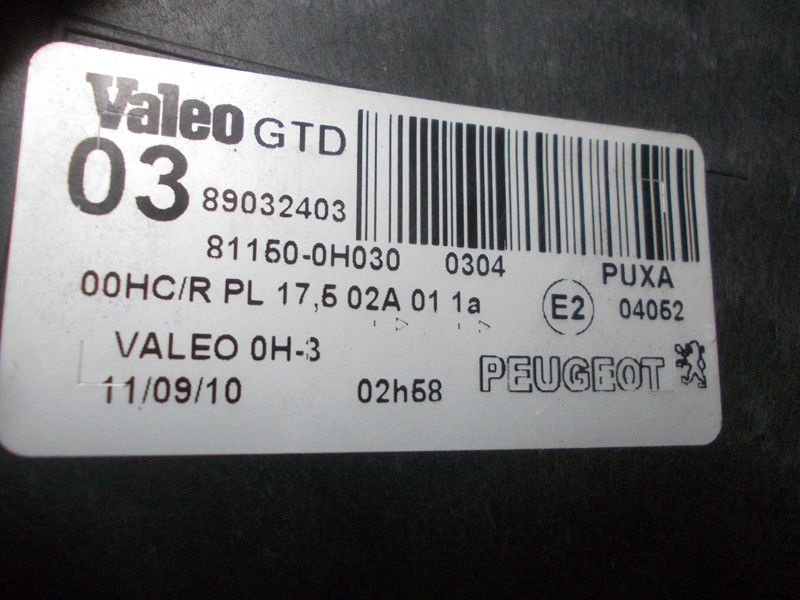 Valeo GTD
03 89032403
81150-0H030 0304 PUXA
00HC/R PL 17,5 02A 01 1a E2 04052
VALEO 0H-3 PEUGEOT
11/09/10 02h58